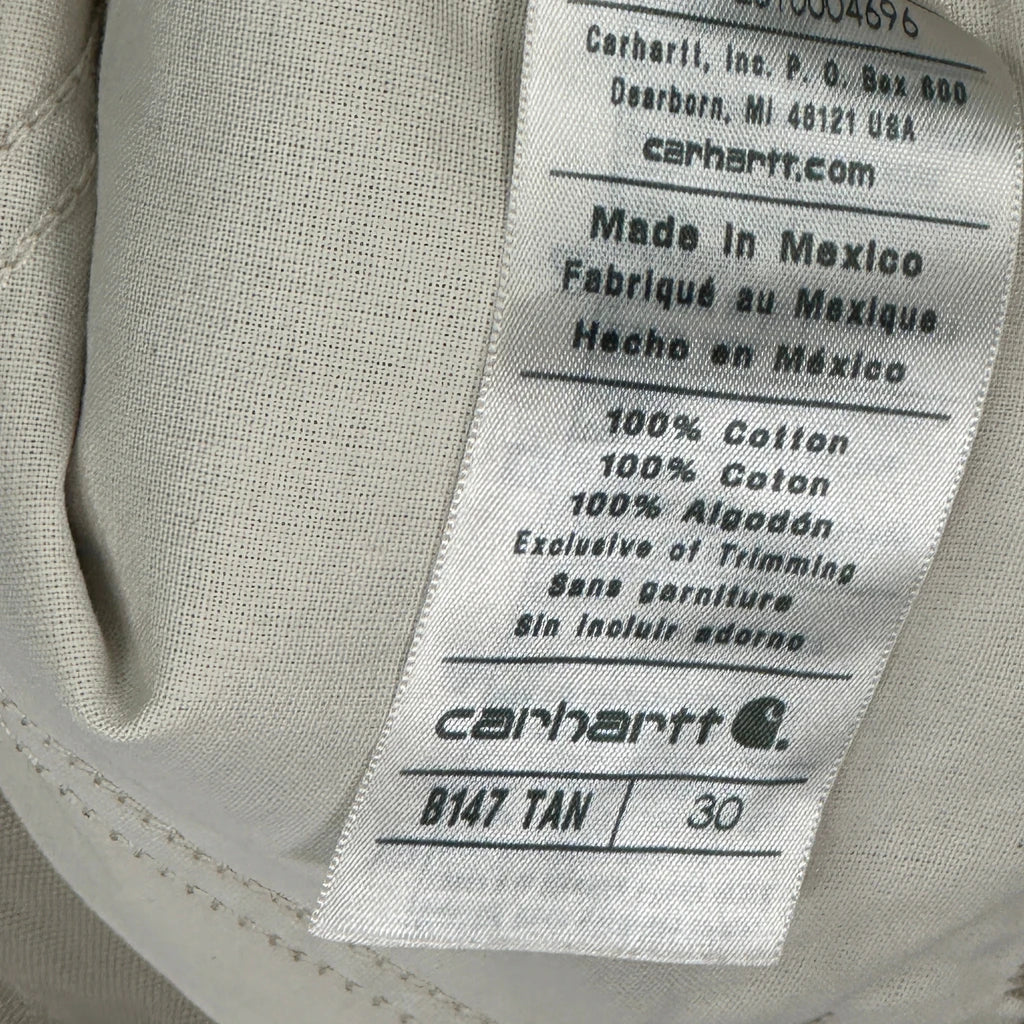 Carhartt, Inc. P. O. Box 600
Dearborn, MI 48121 USA
carhartt.com
Made in Mexico
Fabriqué au Mexique
Hecho en México
100% Cotton
100% Coton
100% Algodón
Exclusive of Trimming
Sans garniture
Sin incluir adorno
carhartt
B147 TAN 30